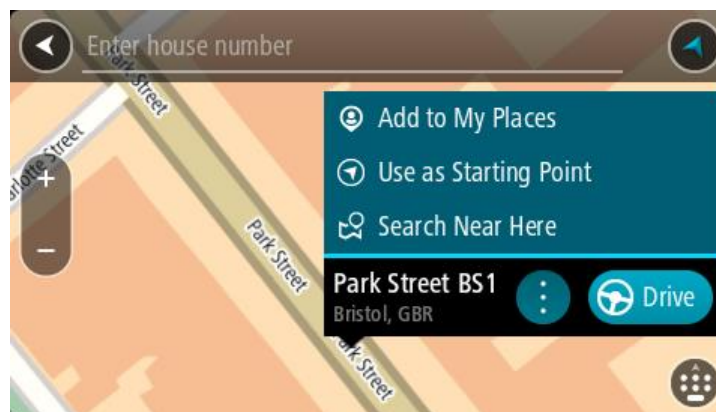 Enter house number
Park Street
Charlotte Street
Add to My Places
+
Use as Starting Point
Search Near Here
-
Park Street
Park Street BS1
Bristol, GBR
Drive
Park Street